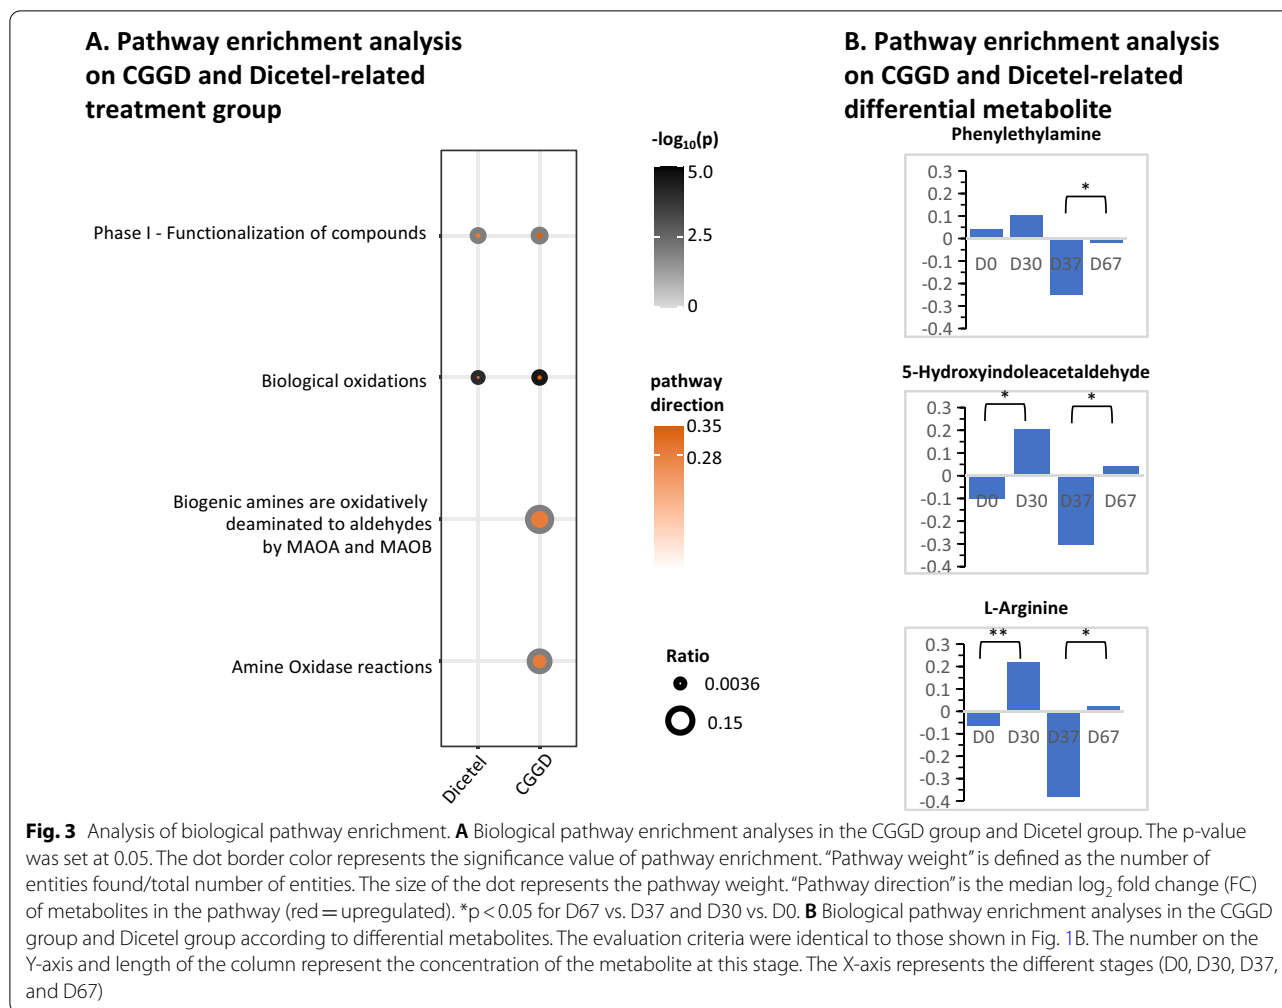 A. Pathway enrichment analysis
on CGGD and Dicetel-related
treatment group
Phase I - Functionalization of compounds
Biological oxidations
Biogenic amines are oxidatively
deaminated to aldehydes
by MAOA and MAOB
Amine Oxidase reactions
Dicetel
CGGD
-log₁₀(p)
5.0
2.5
0
pathway
direction
0.35
0.28
Ratio
0.0036
0.15
B. Pathway enrichment analysis
on CGGD and Dicetel-related
differential metabolite
Phenylethylamine
0.3
0.2
0.1
0
-0.1
-0.2
-0.3
-0.4
D0 D30 D37 D67
*
5-Hydroxyindoleacetaldehyde
0.3
0.2
0.1
0
-0.1
-0.2
-0.3
-0.4
D0 D30 D37 D67
* *
L-Arginine
0.3
0.2
0.1
0
-0.1
-0.2
-0.3
-0.4
D0 D30 D37 D67
** *
Fig. 3 Analysis of biological pathway enrichment. A Biological pathway enrichment analyses in the CGGD group and Dicetel group. The p-value
was set at 0.05. The dot border color represents the significance value of pathway enrichment. “Pathway weight” is defined as the number of
entities found/total number of entities. The size of the dot represents the pathway weight. “Pathway direction” is the median log₂ fold change (FC)
of metabolites in the pathway (red = upregulated). *p < 0.05 for D67 vs. D37 and D30 vs. D0. B Biological pathway enrichment analyses in the CGGD
group and Dicetel group according to differential metabolites. The evaluation criteria were identical to those shown in Fig. 1B. The number on the
Y-axis and length of the column represent the concentration of the metabolite at this stage. The X-axis represents the different stages (D0, D30, D37,
and D67)